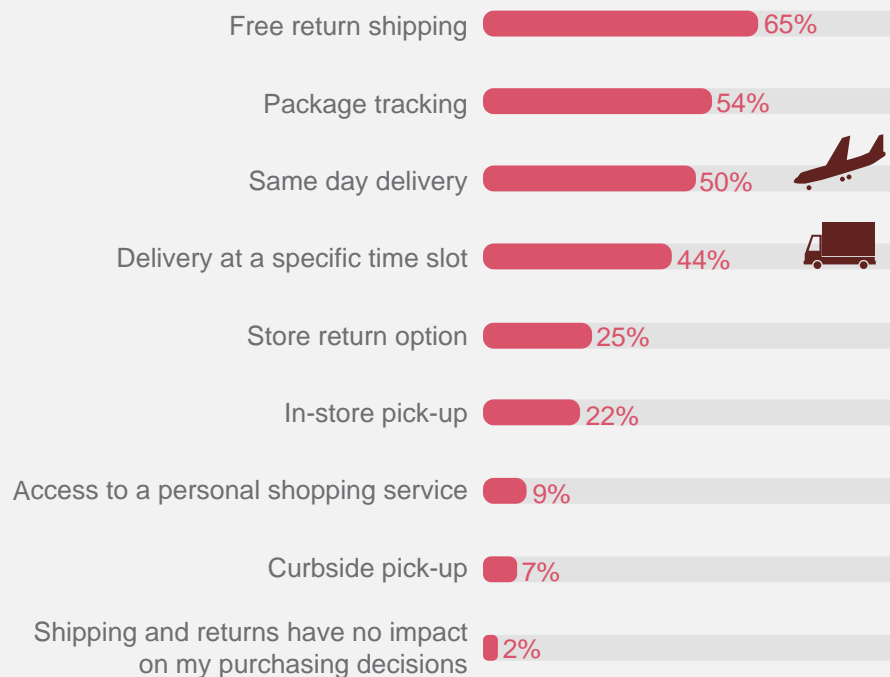 Free return shipping 65%
Package tracking 54%
Same day delivery 50%
Delivery at a specific time slot 44%
Store return option 25%
In-store pick-up 22%
Access to a personal shopping service 9%
Curbside pick-up 7%
Shipping and returns have no impact
on my purchasing decisions 2%